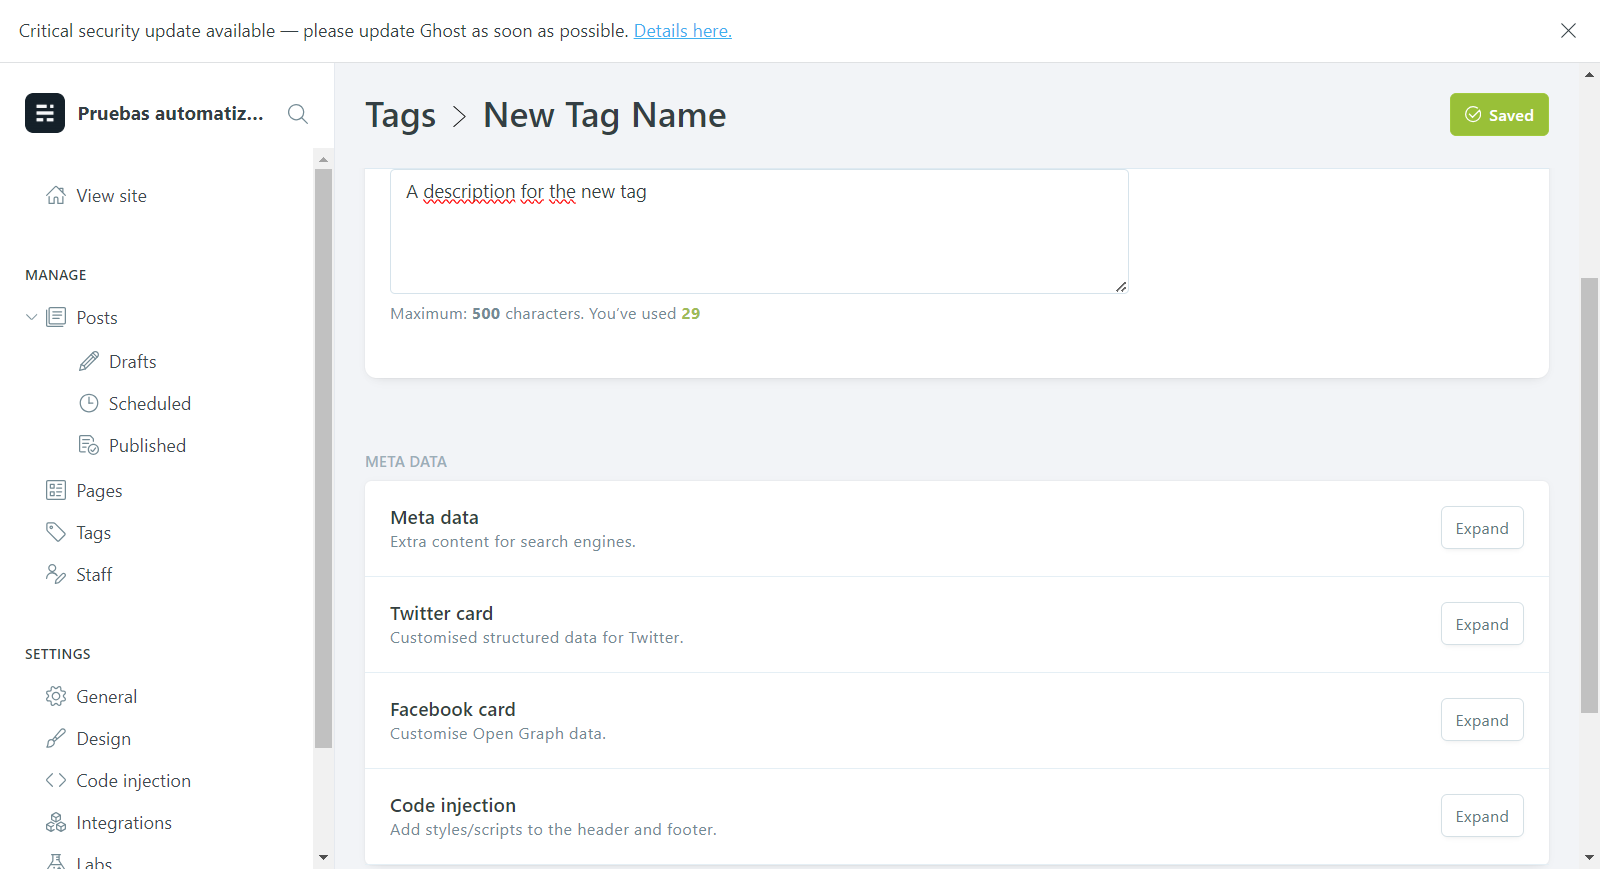 Critical security update available — please update Ghost as soon as possible. Details here.
Pruebas automatiz...
View site
MANAGE
Posts
Drafts
Scheduled
Published
Pages
Tags
Staff
SETTINGS
General
Design
Code injection
Integrations
Labs
Tags > New Tag Name
Saved
A description for the new tag
Maximum: 500 characters. You've used 29
META DATA
Meta data
Extra content for search engines.
Expand
Twitter card
Customised structured data for Twitter.
Expand
Facebook card
Customise Open Graph data.
Expand
Code injection
Add styles/scripts to the header and footer.
Expand